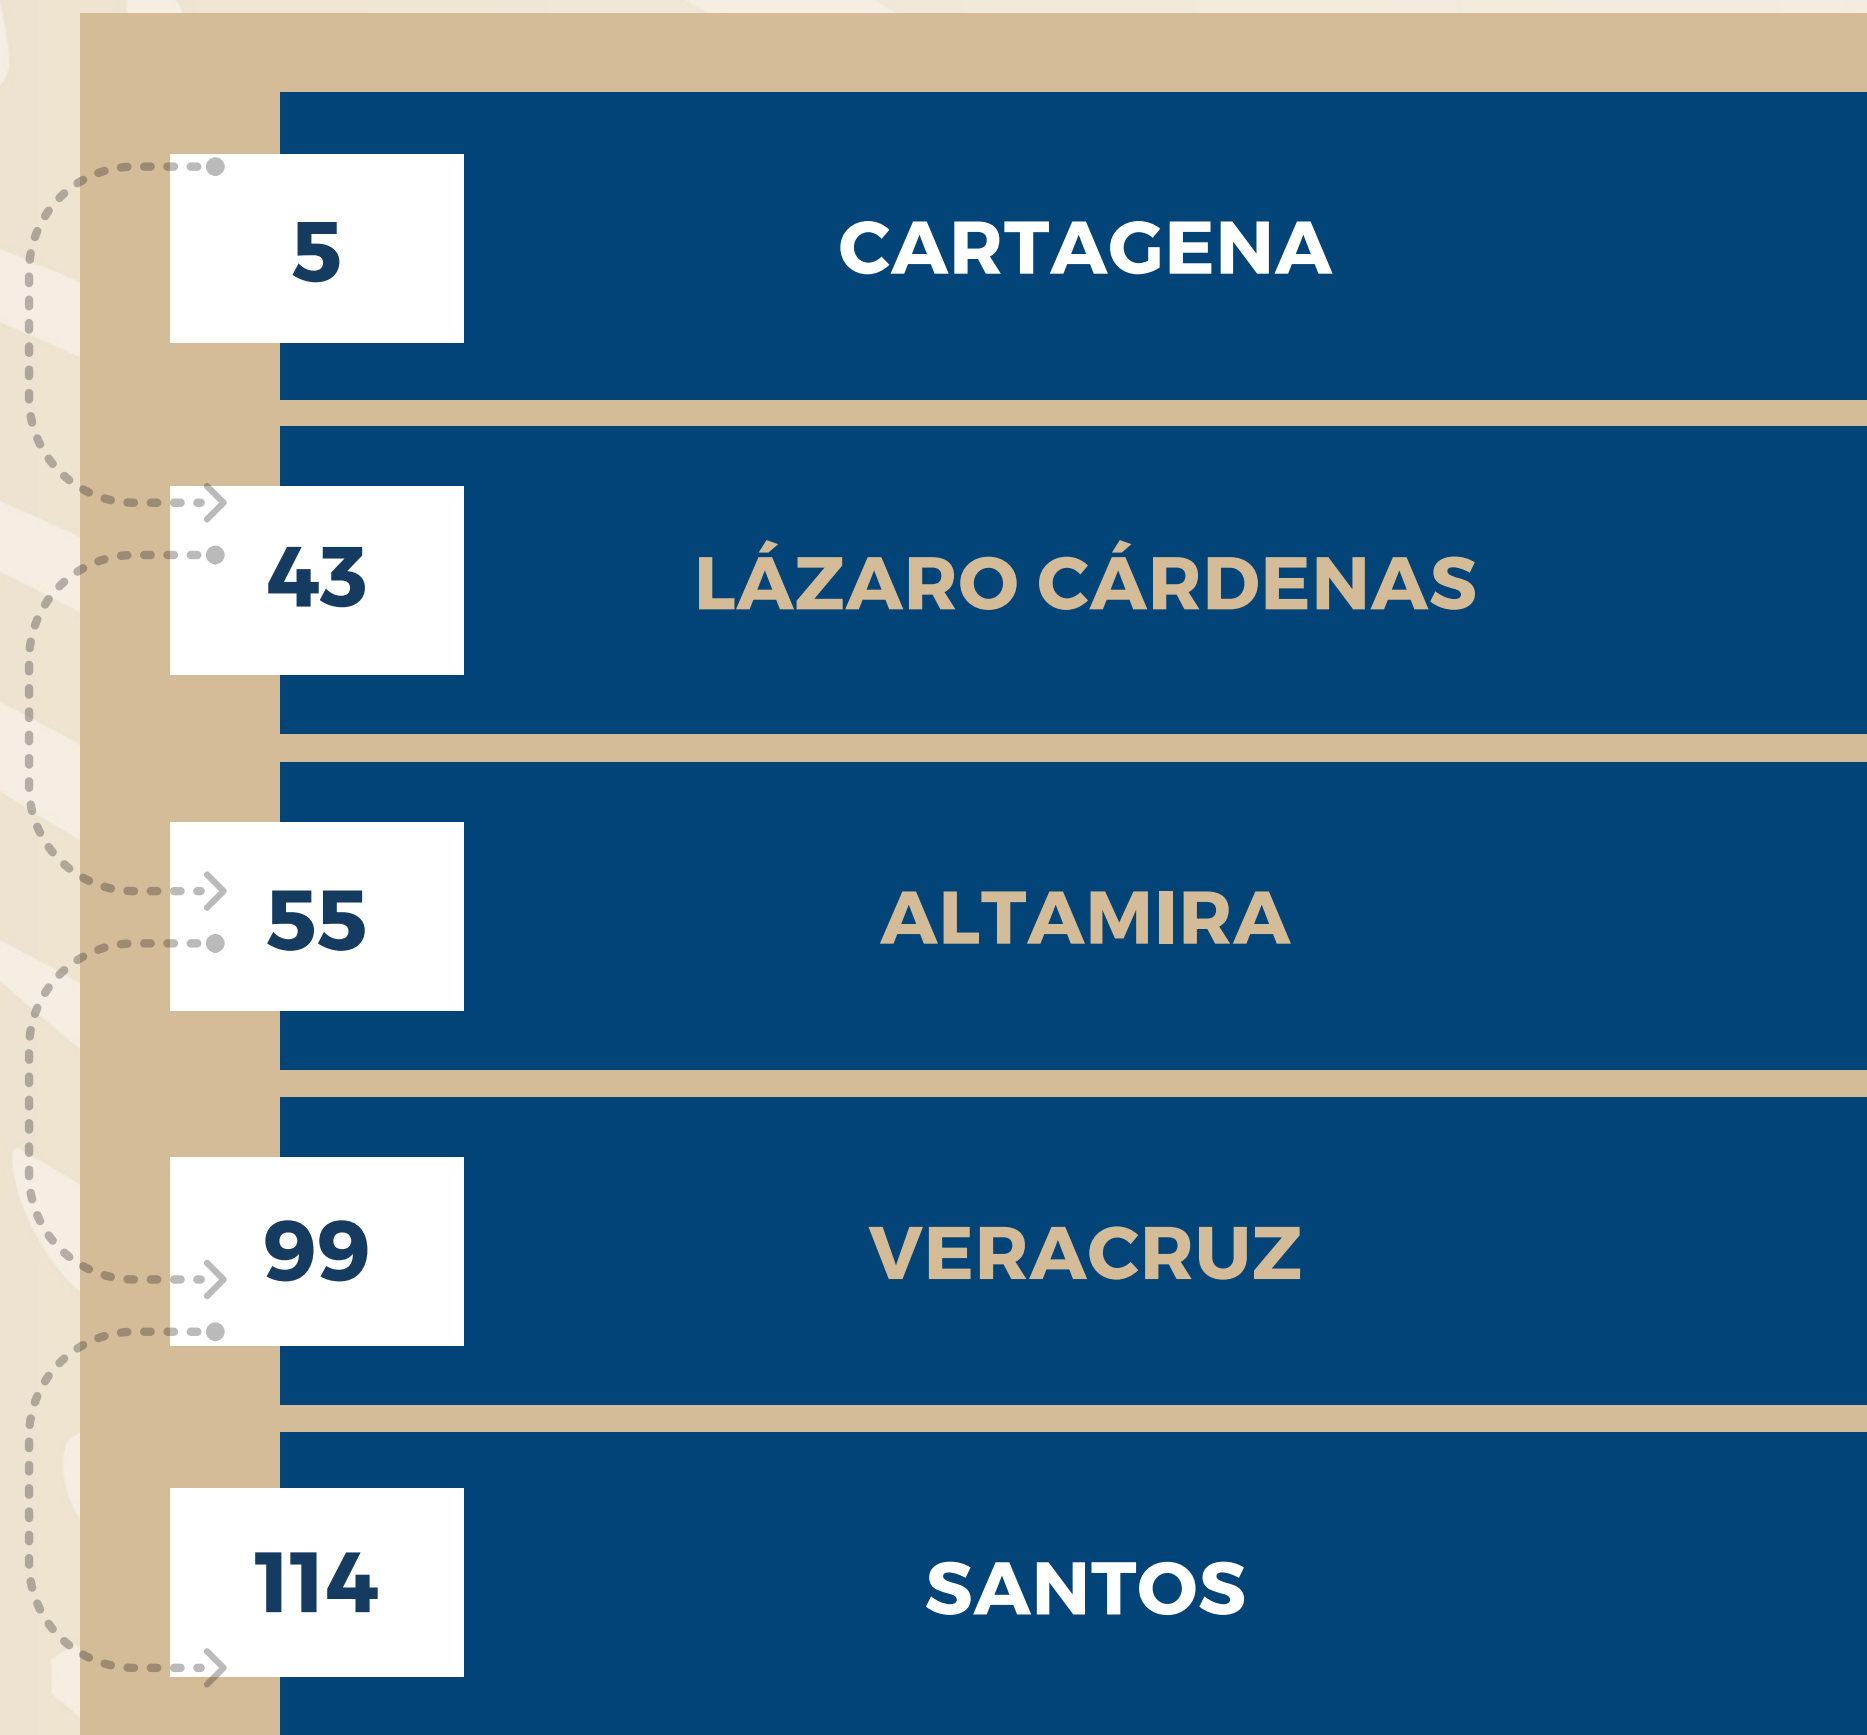 5
CARTAGENA
43
LÁZARO CÁRDENAS
55
ALTAMIRA
99
VERACRUZ
114
SANTOS